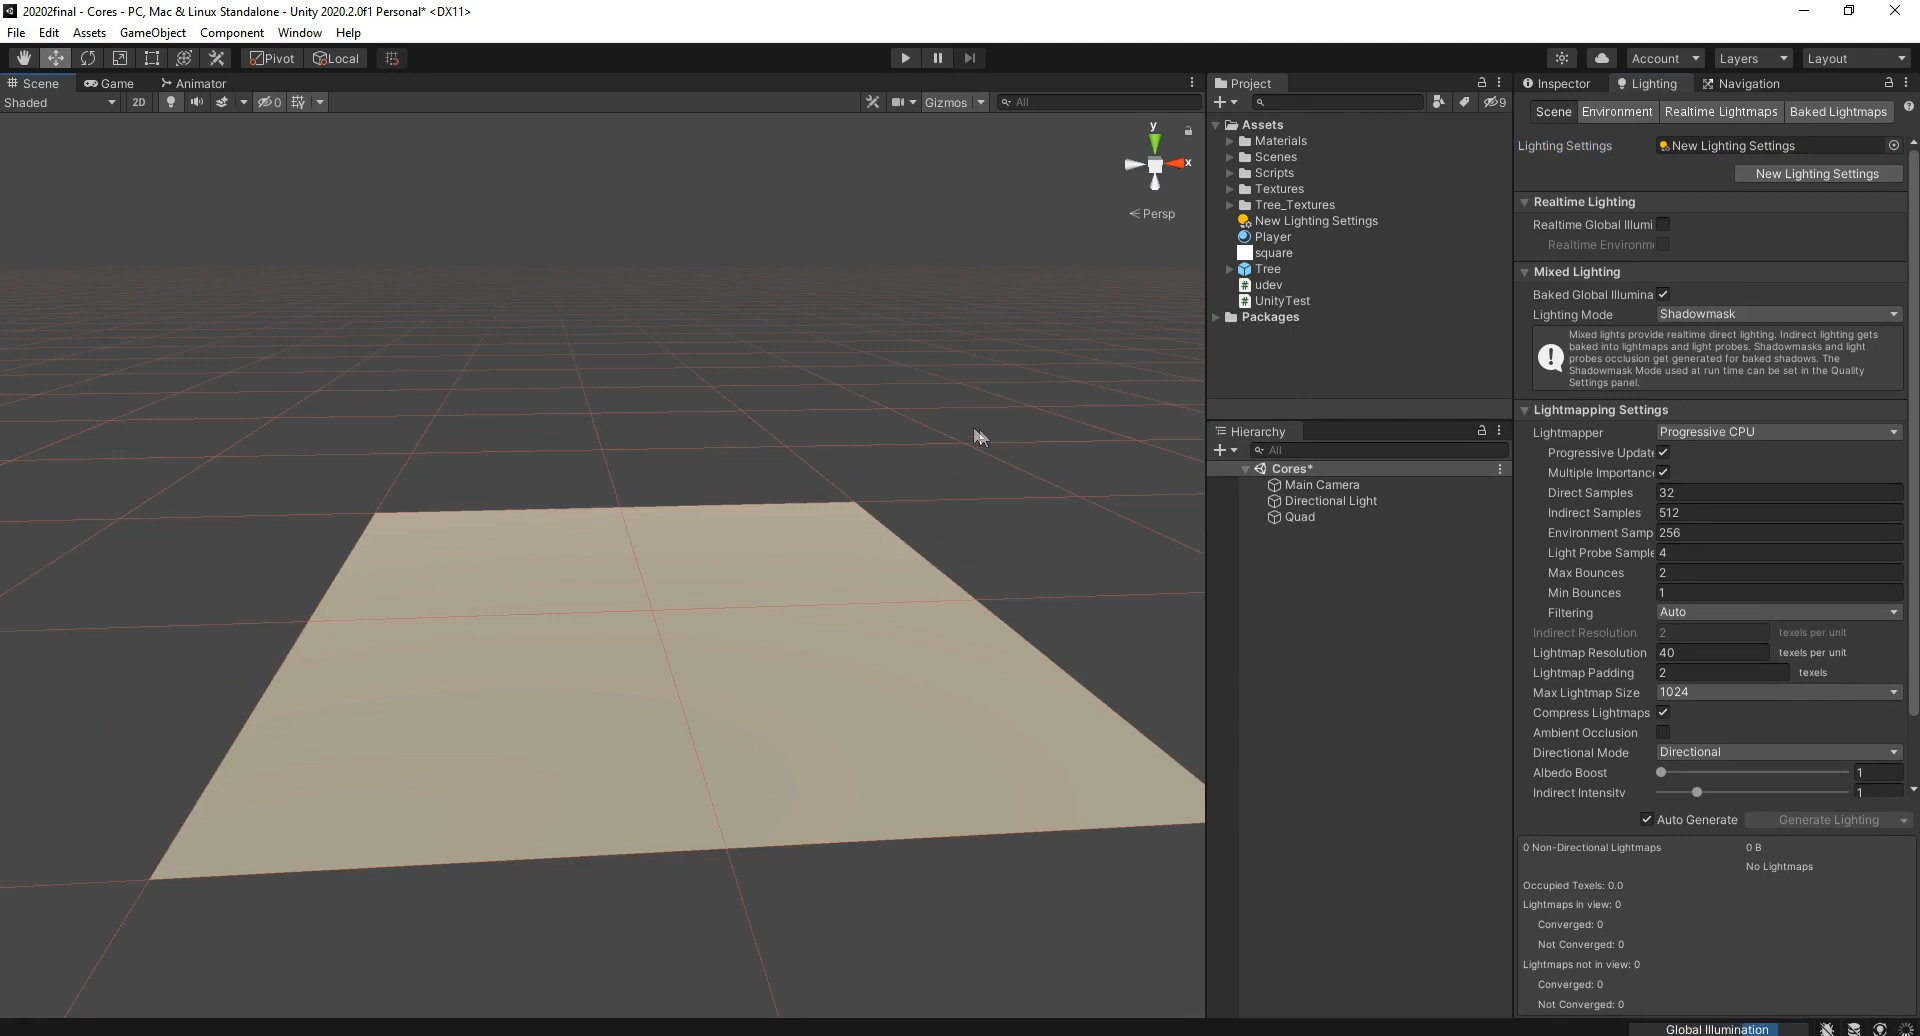 20202final - Cores - PC, Mac & Linux Standalone - Unity 2020.2.0f1 Personal* <DX11>
File Edit Assets GameObject Component Window Help
Pivot Local Account Layers Layout
Scene Game Animator
Shaded 2D 0 Gizmos All
y
x
Persp
Project
9
Assets
Materials
Scenes
Scripts
Textures
Tree_Textures
New Lighting Settings
Player
square
Tree
udev
UnityTest
Packages
Hierarchy
All
Cores*
Main Camera
Directional Light
Quad
Inspector Lighting Navigation
Scene Environment Realtime Lightmaps Baked Lightmaps
Lighting Settings New Lighting Settings
New Lighting Settings
Realtime Lighting
Realtime Global Illumi
Realtime Environm
Mixed Lighting
Baked Global Illumina
Lighting Mode Shadowmask
Mixed lights provide realtime direct lighting. Indirect lighting gets
baked into lightmaps and light probes. Shadowmasks and light
probes occlusion get generated for baked shadows. The
Shadowmask Mode used at run time can be set in the Quality
Settings panel.
Lightmapping Settings
Lightmapper Progressive CPU
Progressive Update
Multiple Importanc
Direct Samples 32
Indirect Samples 512
Environment Samp 256
Light Probe Sample 4
Max Bounces 2
Min Bounces 1
Filtering Auto
Indirect Resolution 2 texels per unit
Lightmap Resolution 40 texels per unit
Lightmap Padding 2 texels
Max Lightmap Size 1024
Compress Lightmaps
Ambient Occlusion
Directional Mode Directional
Albedo Boost 1
Indirect Intensity 1
Auto Generate Generate Lighting
0 Non-Directional Lightmaps 0 B
No Lightmaps
Occupied Texels: 0.0
Lightmaps in view: 0
Converged: 0
Not Converged: 0
Lightmaps not in view: 0
Converged: 0
Not Converged: 0
Global Illumination